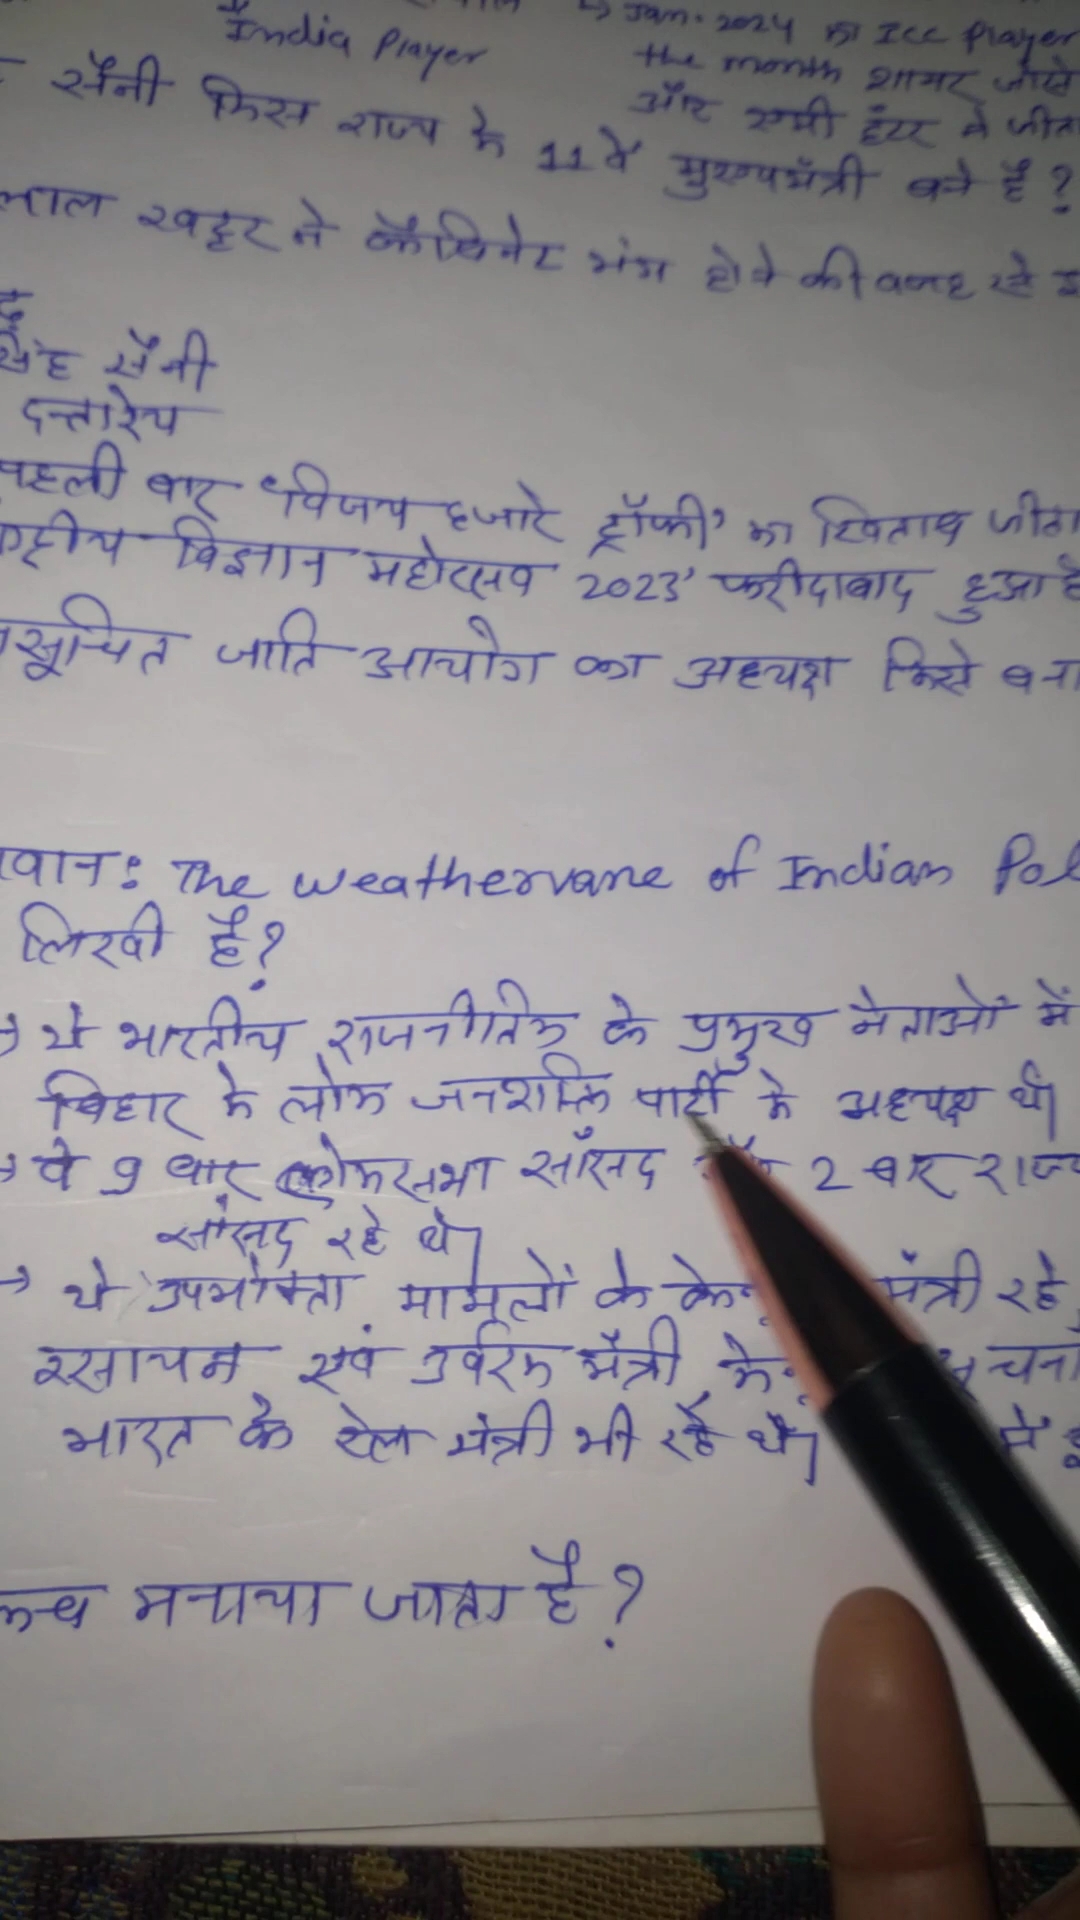 → Jan. 2024 का ICC Player
India Player the month शामर जोसेफ
और एमी हंटर ने जीता
सैनी किस राज्य के 11वें मुख्यमंत्री बने है?
लाल खट्टर ने कैबिनेट भंग होने की वजह से
सिंह सैनी
दत्तारेय
पहली बार 'विजय हजारे ट्रॉफी' का खिताब जीता
विज्ञान महोत्सव 2023' फरीदाबाद हुआ है
जाति आयोग का अध्यक्ष किसे
The weathervane of Indian
लिखी है?
→ ये भारतीय राजनीतिक के प्रमुख नेताओं में
बिहार के लोक जनशक्ति पार्टी के अध्यक्ष थे।
→ वे 9 बार लोकसभा सांसद 2 बार
सांसद रहे थे।
→ ये उपभोक्ता मामलों के मंत्री रहे
रसायन एवं उर्वरक मंत्री
भारत के रेल मंत्री भी रहे थे। में
मनाया जाता है?